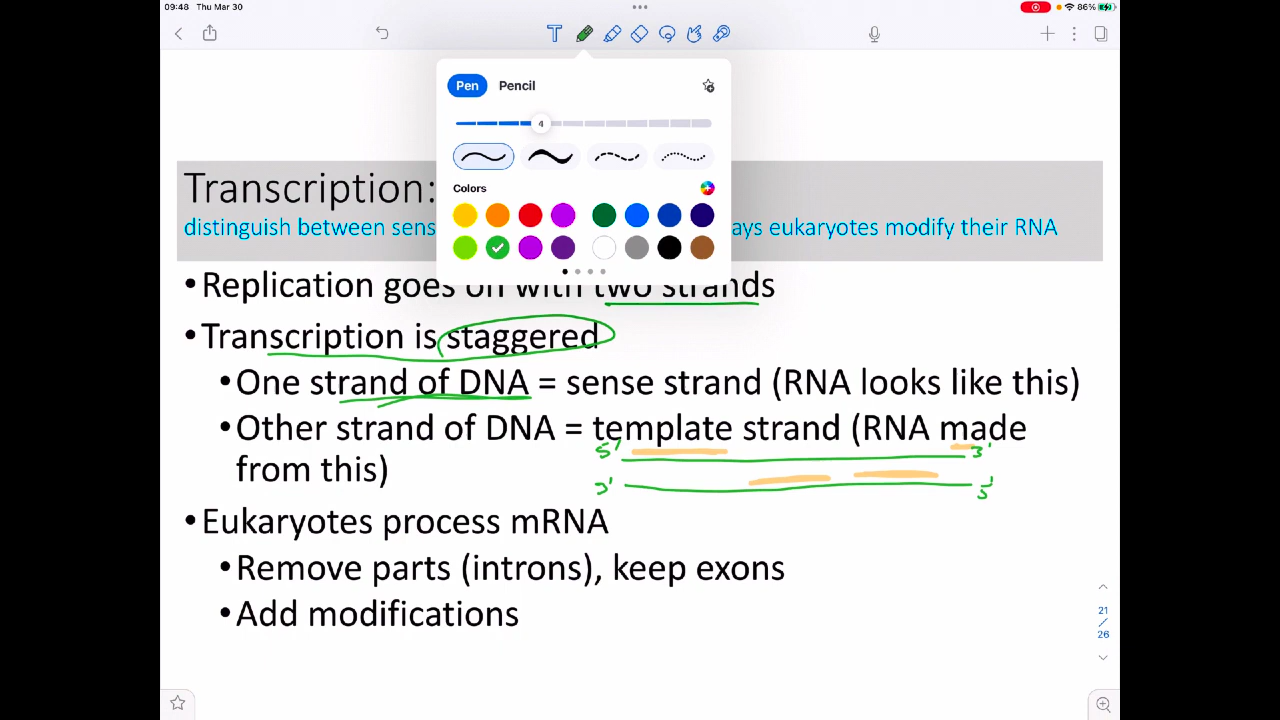 09:48 Thu Mar 30
86%
T
Pen Pencil
4
Colors
Transcription:
distinguish between sens ays eukaryotes modify their RNA
•Replication goes on with two strands
•Transcription is staggered
•One strand of DNA = sense strand (RNA looks like this)
•Other strand of DNA = template strand (RNA made
5' 3'
from this)
3' 5'
•Eukaryotes process mRNA
•Remove parts (introns), keep exons
•Add modifications
21
/
26